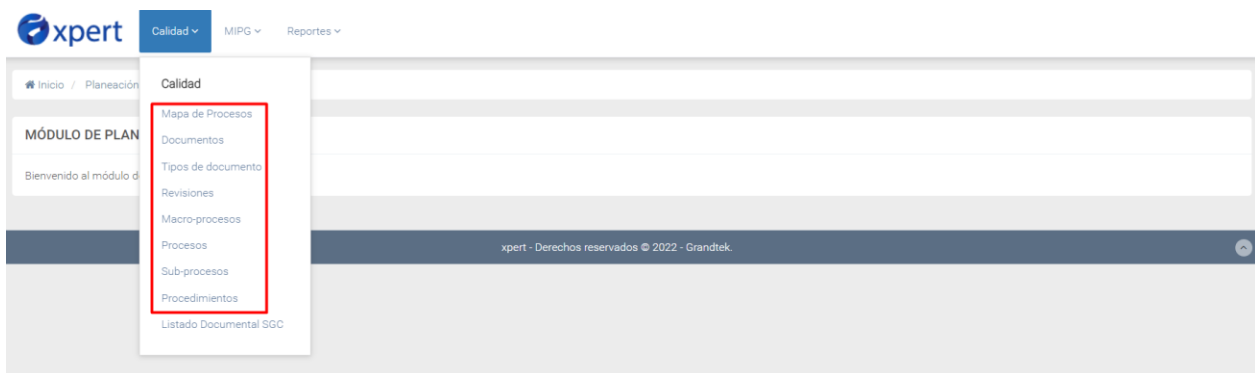 xpert
Calidad MIPG Reportes
Inicio / Planeación
Calidad
Mapa de Procesos
MÓDULO DE PLAN
Documentos
Tipos de documento
Bienvenido al módulo d
Revisiones
Macro-procesos
Procesos
xpert - Derechos reservados © 2022 - Grandtek.
Sub-procesos
Procedimientos
Listado Documental SGC